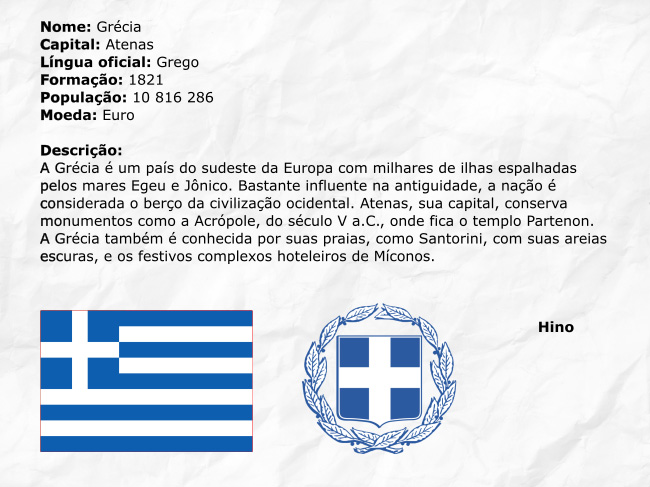 Nome: Grécia
Capital: Atenas
Língua oficial: Grego
Formação: 1821
População: 10 816 286
Moeda: Euro
Descrição:
A Grécia é um país do sudeste da Europa com milhares de ilhas espalhadas
pelos mares Egeu e Jônico. Bastante influente na antiguidade, a nação é
considerada o berço da civilização ocidental. Atenas, sua capital, conserva
monumentos como a Acrópole, do século V a.C., onde fica o templo Partenon.
A Grécia também é conhecida por suas praias, como Santorini, com suas areias
escuras, e os festivos complexos hoteleiros de Míconos.
Hino